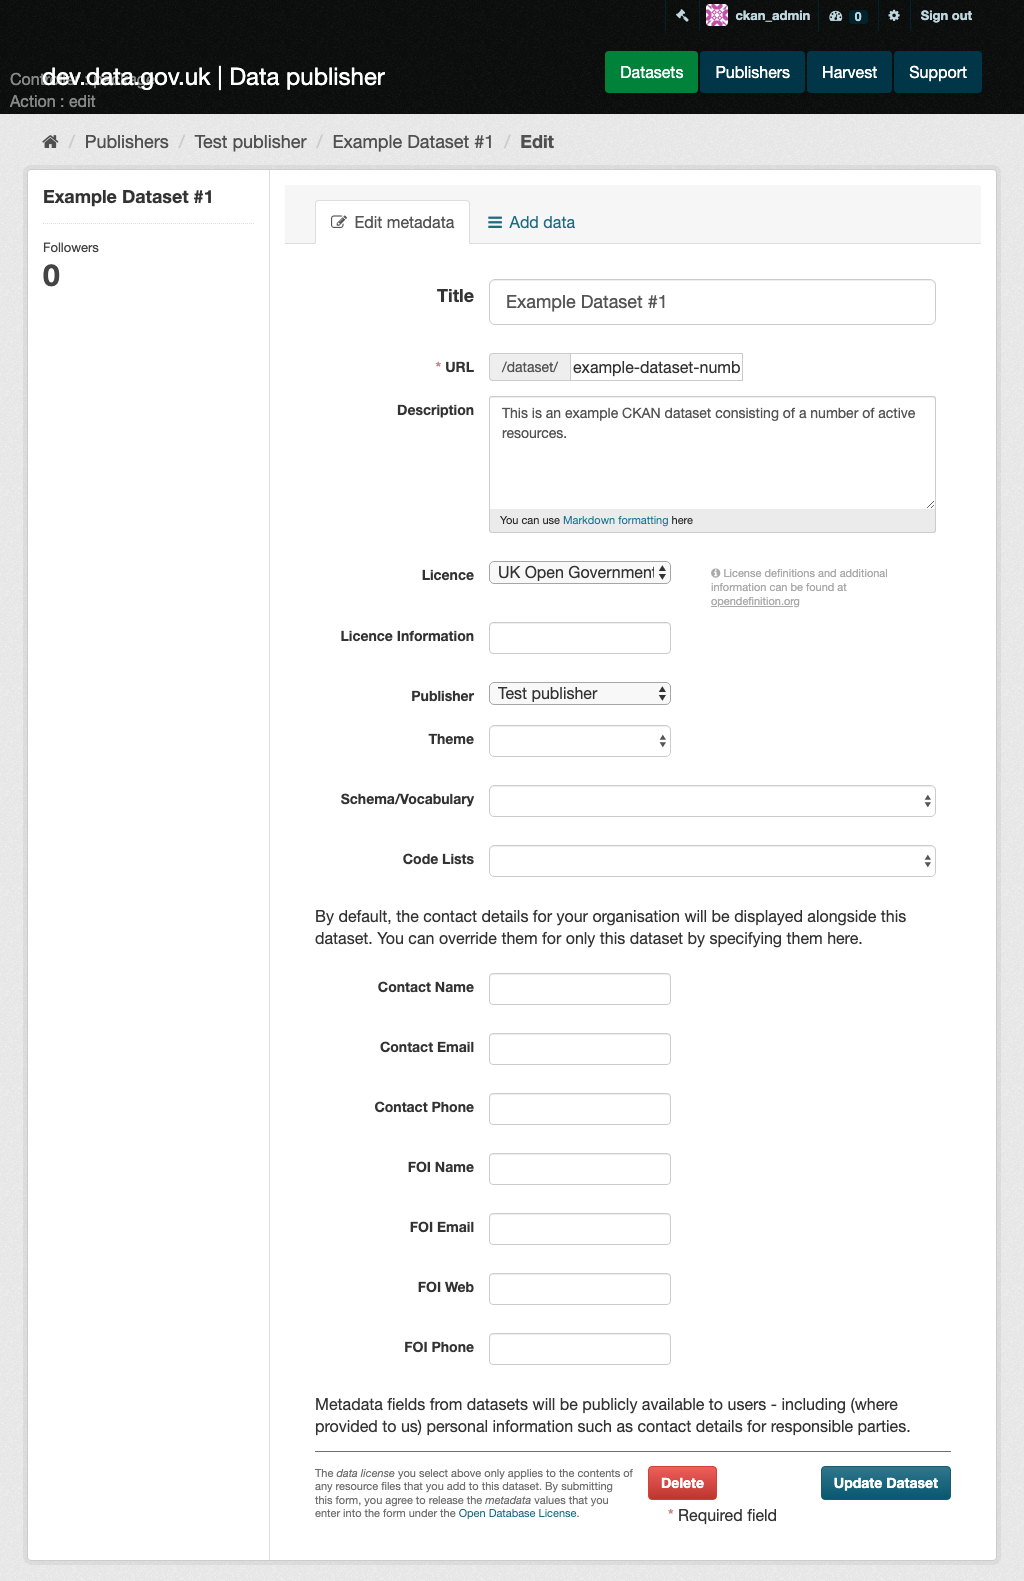 ckan_admin 0 Sign out
dev.data.gov.uk | Data publisher
Action : edit
Datasets Publishers Harvest Support
/ Publishers / Test publisher / Example Dataset #1 / Edit
Example Dataset #1
Followers
0
Edit metadata Add data
Title Example Dataset #1
* URL /dataset/ example-dataset-numb
Description This is an example CKAN dataset consisting of a number of active
resources.
You can use Markdown formatting here
Licence UK Open Government
License definitions and additional
information can be found at
opendefinition.org
Licence Information
Publisher Test publisher
Theme
Schema/Vocabulary
Code Lists
By default, the contact details for your organisation will be displayed alongside this
dataset. You can override them for only this dataset by specifying them here.
Contact Name
Contact Email
Contact Phone
FOI Name
FOI Email
FOI Web
FOI Phone
Metadata fields from datasets will be publicly available to users - including (where
provided to us) personal information such as contact details for responsible parties.
The data license you select above only applies to the contents of
any resource files that you add to this dataset. By submitting
this form, you agree to release the metadata values that you
enter into the form under the Open Database License.
Delete Update Dataset
* Required field